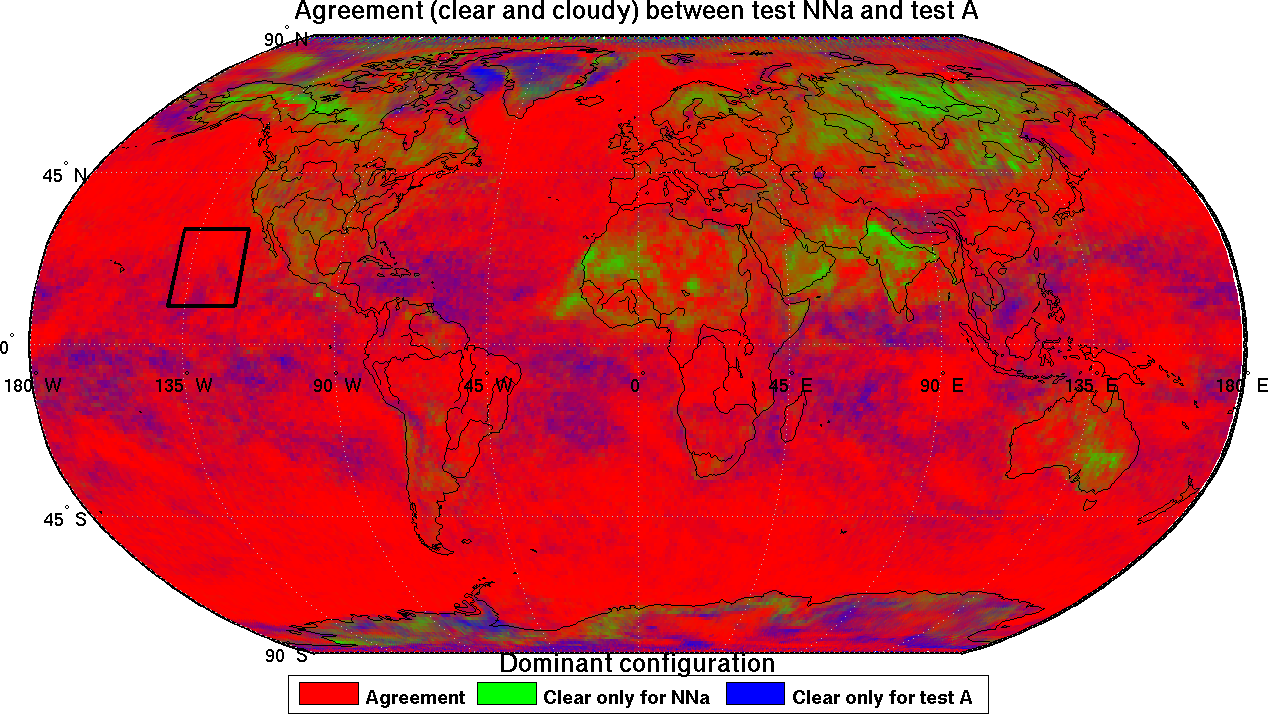 Agreement (clear and cloudy) between test NNa and test A
90° N
45° N
0°
180° W 135° W 90° W 45° W 0° 45° E 90° E 135° E 180° E
45° S
90° S
Dominant configuration
Agreement Clear only for NNa Clear only for test A